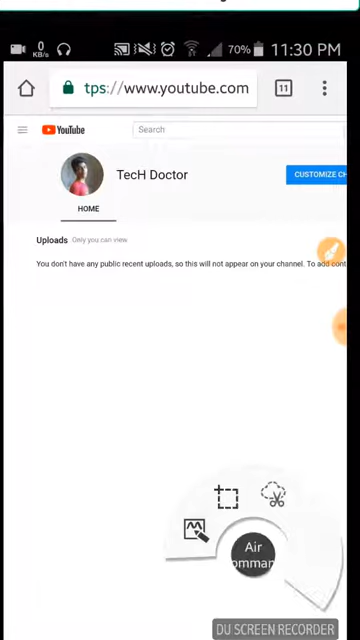 0
KB/s
70%
11:30 PM
tps://www.youtube.com
11
YouTube
Search
TecH Doctor
CUSTOMIZE CH
HOME
Uploads Only you can view
You don't have any public recent uploads, so this will not appear on your channel. To add cont
Air
omman
DU SCREEN RECORDER